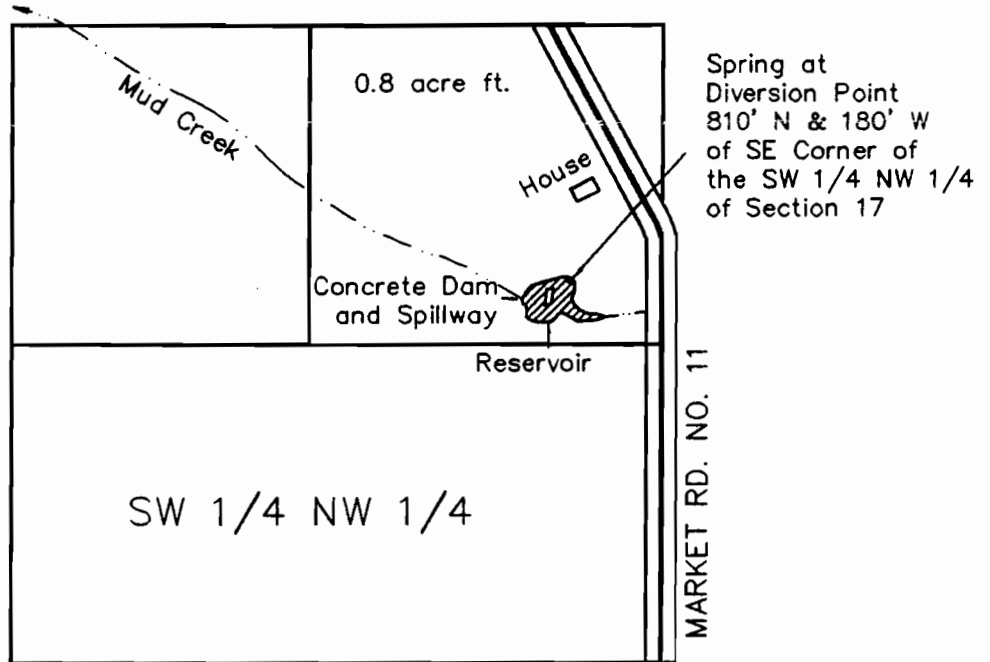 Mud Creek
0.8 acre ft.
Spring at
Diversion Point
810' N & 180' W
of SE Corner of
the SW 1/4 NW 1/4
of Section 17
House
Concrete Dam
and Spillway
Reservoir
SW 1/4 NW 1/4
MARKET RD. NO. 11